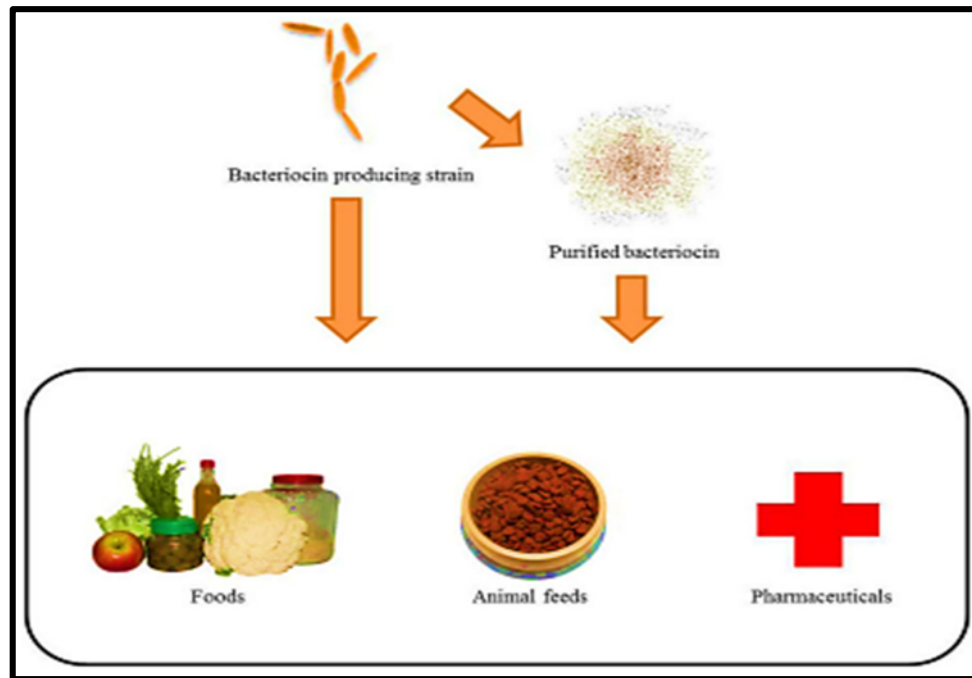 Bacteriocin producing strain
Purified bacteriocin
Foods
Animal feeds
Pharmaceuticals